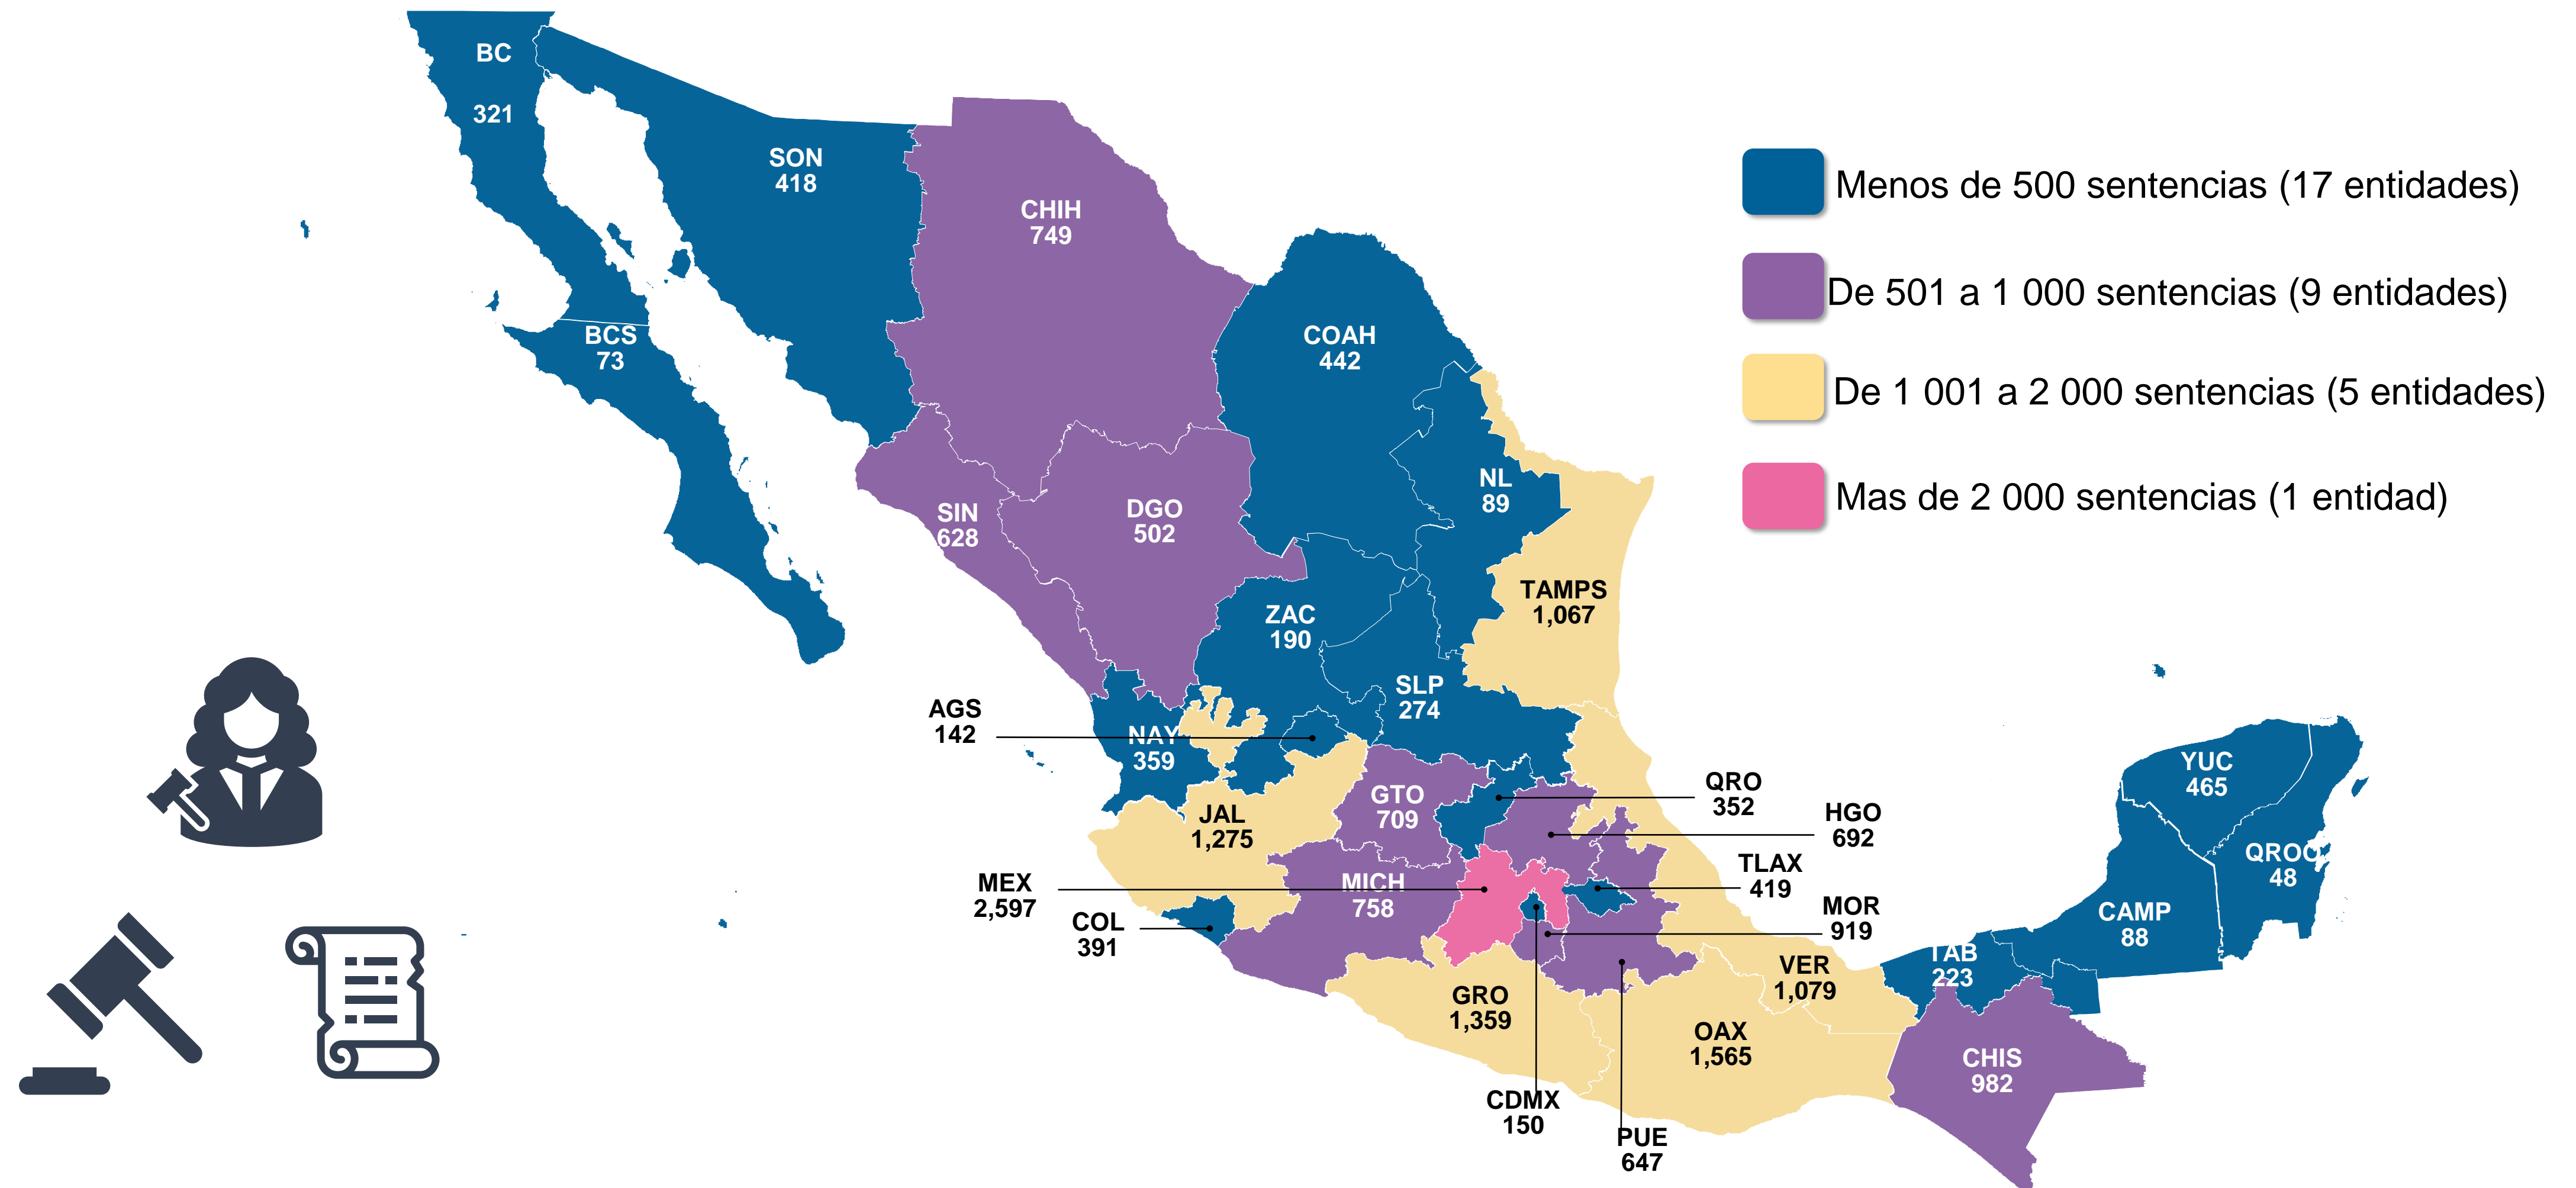 BC
321
SON
418
CHIH
749
BCS
73
COAH
442
NL
89
SIN
628
DGO
502
TAMPS
1,067
ZAC
190
SLP
274
AGS
142
NAY
359
JAL
1,275
GTO
709
QRO
352
HGO
692
TLAX
419
MEX
2,597
MICH
758
COL
391
MOR
919
GRO
1,359
VER
1,079
OAX
1,565
CDMX
150
PUE
647
TAB
223
CHIS
982
CAMP
88
YUC
465
QROO
48
Menos de 500 sentencias (17 entidades)
De 501 a 1 000 sentencias (9 entidades)
De 1 001 a 2 000 sentencias (5 entidades)
Mas de 2 000 sentencias (1 entidad)